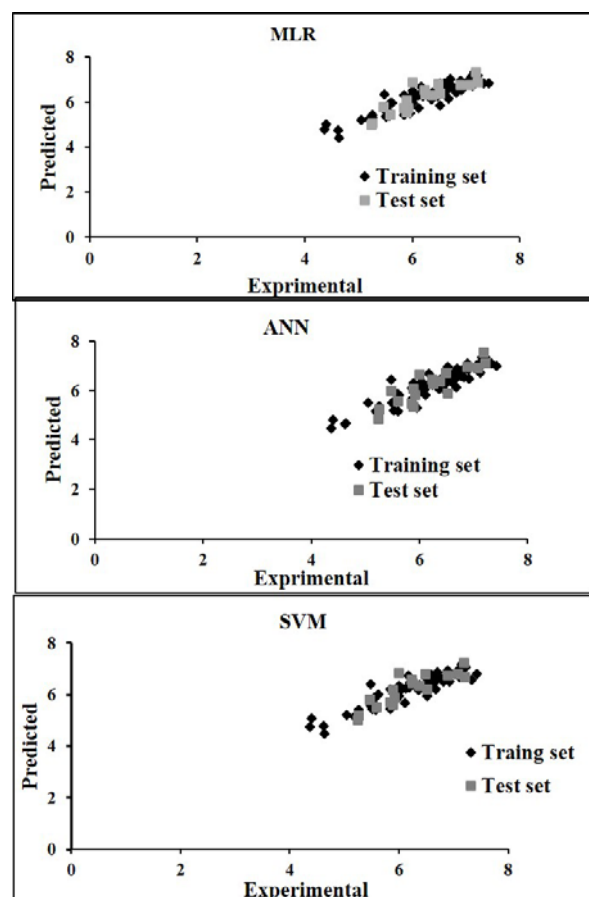 MLR
8
6
4
2
0
0 2 4 6 8
Predicted
Exprimental
Training set
Test set
ANN
8
6
4
2
0
0 2 4 6 8
Predicted
Exprimental
Training set
Test set
SVM
8
6
4
2
0
0 2 4 6 8
Predicted
Experimental
Traing set
Test set